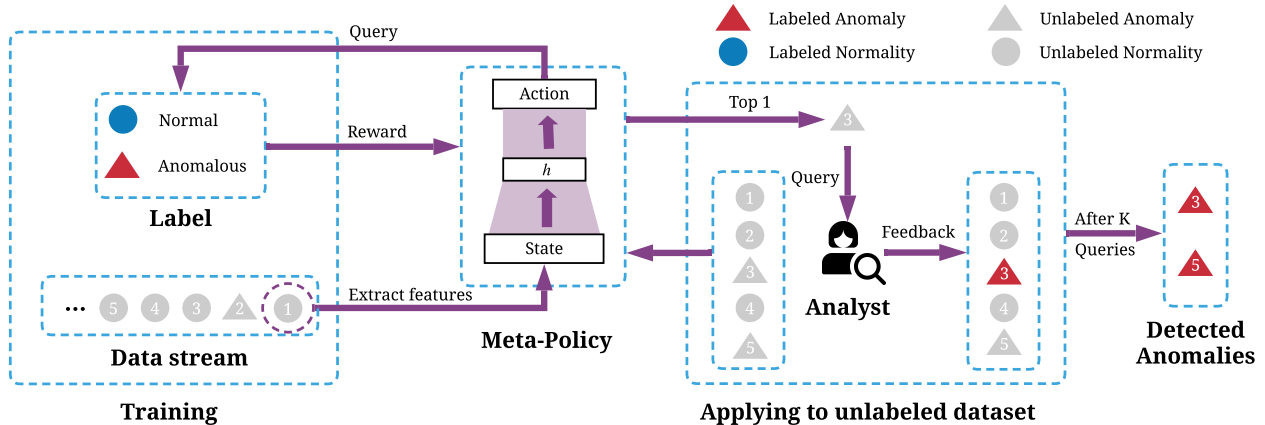 Labeled Anomaly
Unlabeled Anomaly
Labeled Normality
Unlabeled Normality
Query
Normal
Anomalous
Label
Reward
... 5 4 3 2 1
Data stream
Training
Extract features
Action
h
State
Meta-Policy
Top 1
3
Query
1
2
3
4
5
Analyst
Feedback
1
2
3
4
5
Applying to unlabeled dataset
After K
Queries
3
5
Detected
Anomalies